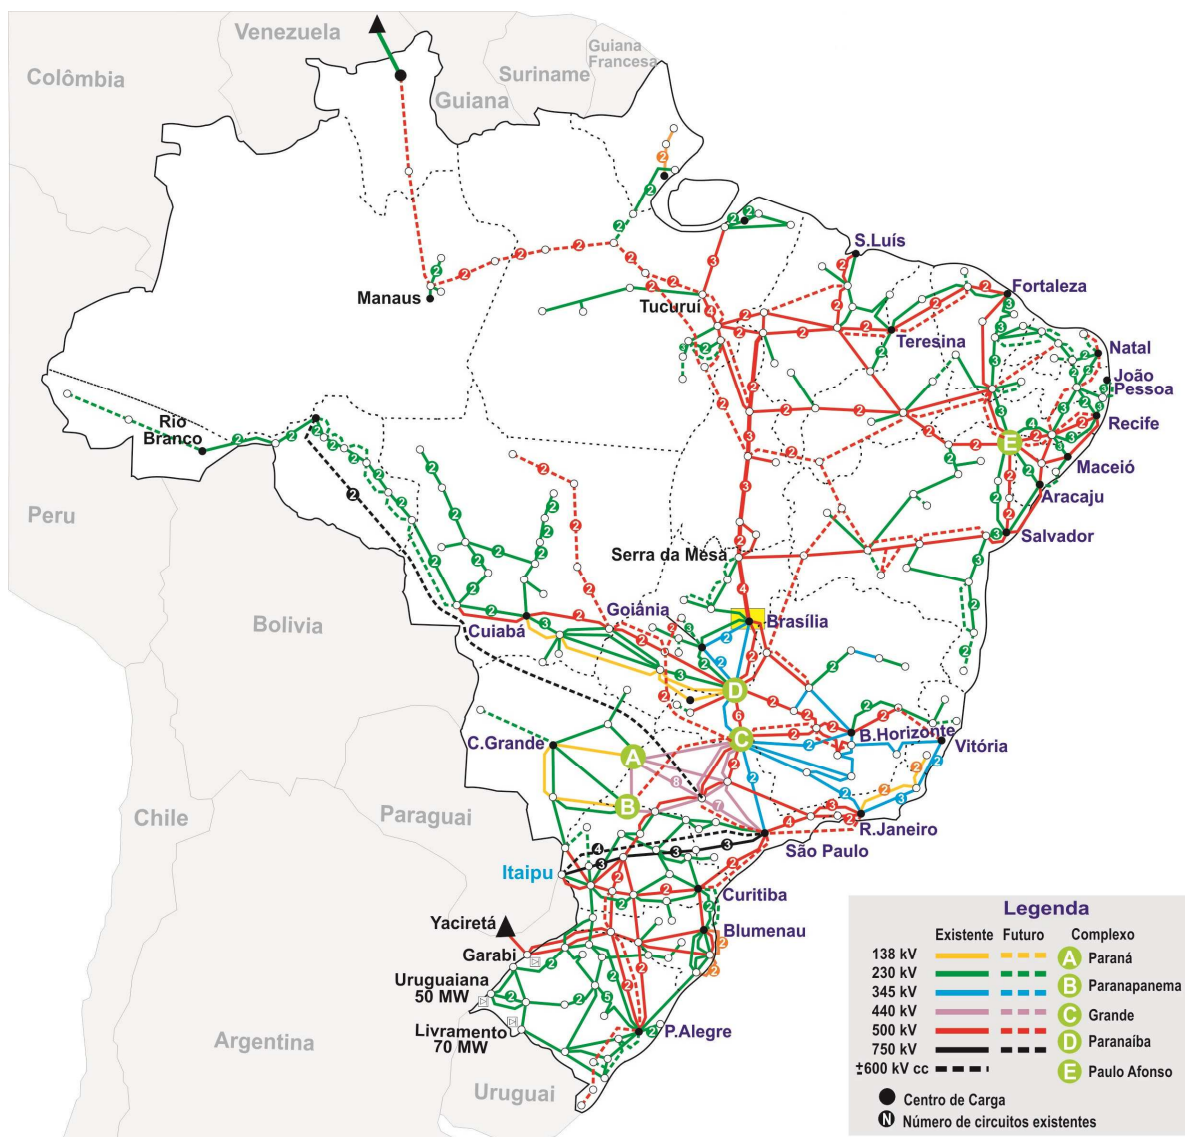 Venezuela
Colômbia
Guiana
Francesa
Suriname
Guiana
S.Luís
Manaus
Tucuruí
Fortaleza
Teresina
Natal
João
Pessoa
Rio
Branco
Recife
E
Maceió
Aracaju
Peru
Salvador
Serra da Mesa
Goiânia
Brasília
Cuiabá
Bolivia
D
C.Grande
C
B.Horizonte
Vitória
A
B
Chile
Paraguai
R.Janeiro
São Paulo
Itaipu
Curitiba
Yaciretá
Blumenau
Garabi
Uruguaiana
50 MW
Livramento
70 MW
P.Alegre
Argentina
Uruguai
Legenda
Existente Futuro Complexo
138 kV A Paraná
230 kV
345 kV B Paranapanema
440 kV C Grande
500 kV D Paranaíba
750 kV
±600 kV cc E Paulo Afonso
Centro de Carga
N Número de circuitos existentes